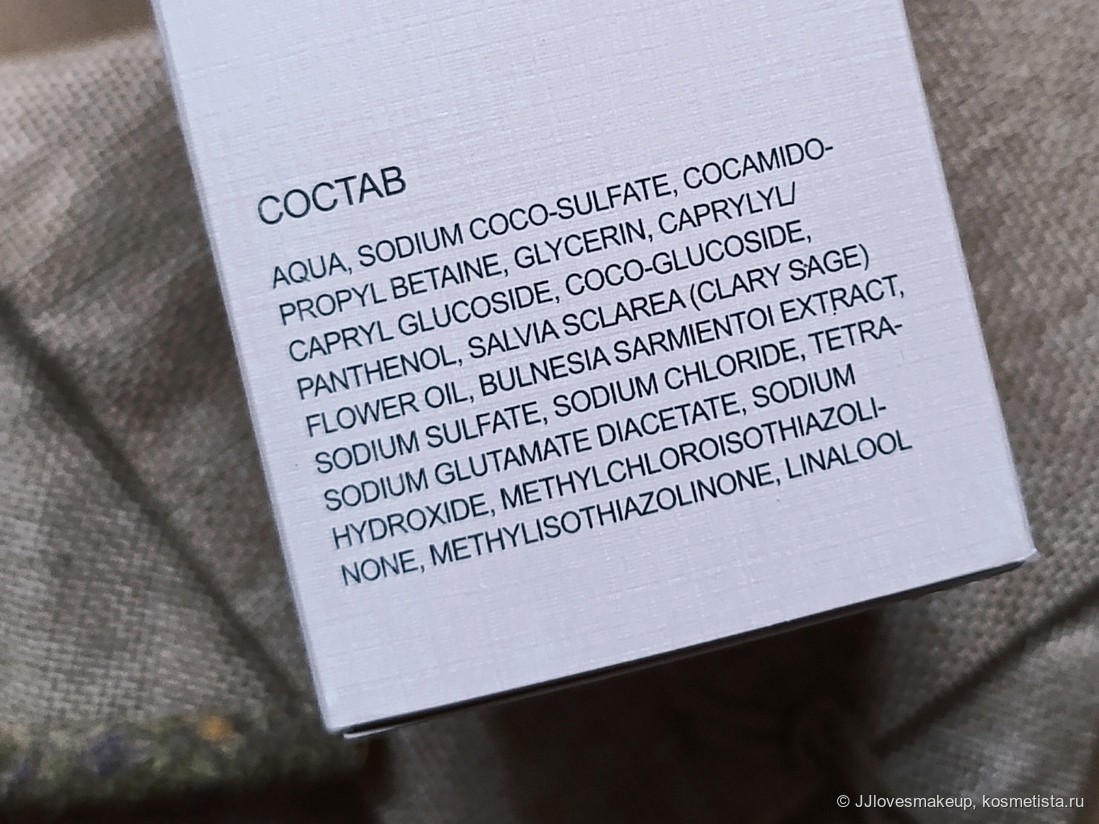 СОСТАВ
AQUA, SODIUM COCO-SULFATE, COCAMIDO-
PROPYL BETAINE, GLYCERIN, CAPRYLYL/
CAPRYL GLUCOSIDE, COCO-GLUCOSIDE,
PANTHENOL, SALVIA SCLAREA (CLARY SAGE)
FLOWER OIL, BULNESIA SARMIENTOI EXTRACT,
SODIUM SULFATE, SODIUM CHLORIDE, TETRA-
SODIUM GLUTAMATE DIACETATE, SODIUM
HYDROXIDE, METHYLCHLOROISOTHIAZOLI-
NONE, METHYLISOTHIAZOLINONE, LINALOOL
© JJlovesmakeup, kosmetista.ru